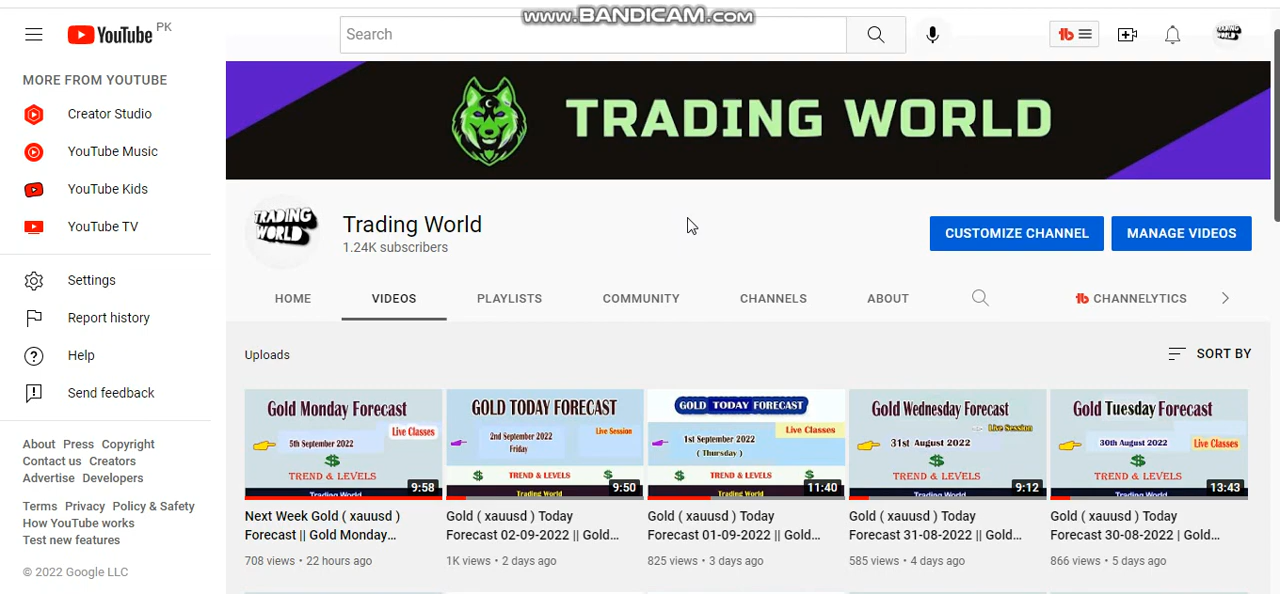 www.BANDICAM.com
YouTube PK
Search
MORE FROM YOUTUBE
Creator Studio
YouTube Music
YouTube Kids
YouTube TV
Settings
Report history
Help
Send feedback
About Press Copyright
Contact us Creators
Advertise Developers
Terms Privacy Policy & Safety
How YouTube works
Test new features
© 2022 Google LLC
TRADING WORLD
TRADING
WORLD
TRADING WORLD
Trading World
1.24K subscribers
CUSTOMIZE CHANNEL
MANAGE VIDEOS
HOME
VIDEOS
PLAYLISTS
COMMUNITY
CHANNELS
ABOUT
CHANNELYTICS
Uploads
SORT BY
Gold Monday Forecast
Live Classes
5th September 2022
$
TREND & LEVELS
Trading World
9:58
Next Week Gold ( xauusd )
Forecast || Gold Monday...
708 views • 22 hours ago
GOLD TODAY FORECAST
2nd September 2022
Live Session
Friday
$ $
TREND & LEVELS
Trading World
9:50
Gold ( xauusd ) Today
Forecast 02-09-2022 || Gold...
1K views • 2 days ago
GOLD TODAY FORECAST
Live Classes
1st September 2022
( Thursday )
$ $
TREND & LEVELS
Trading World
11:40
Gold ( xauusd ) Today
Forecast 01-09-2022 || Gold...
825 views • 3 days ago
Gold Wednesday Forecast
Live Session
31st August 2022
$
TREND & LEVELS
Trading World
9:12
Gold ( xauusd ) Today
Forecast 31-08-2022 || Gold...
585 views • 4 days ago
Gold Tuesday Forecast
30th August 2022
Live Classes
$
TREND & LEVELS
Trading World
13:43
Gold ( xauusd ) Today
Forecast 30-08-2022 | Gold...
866 views • 5 days ago